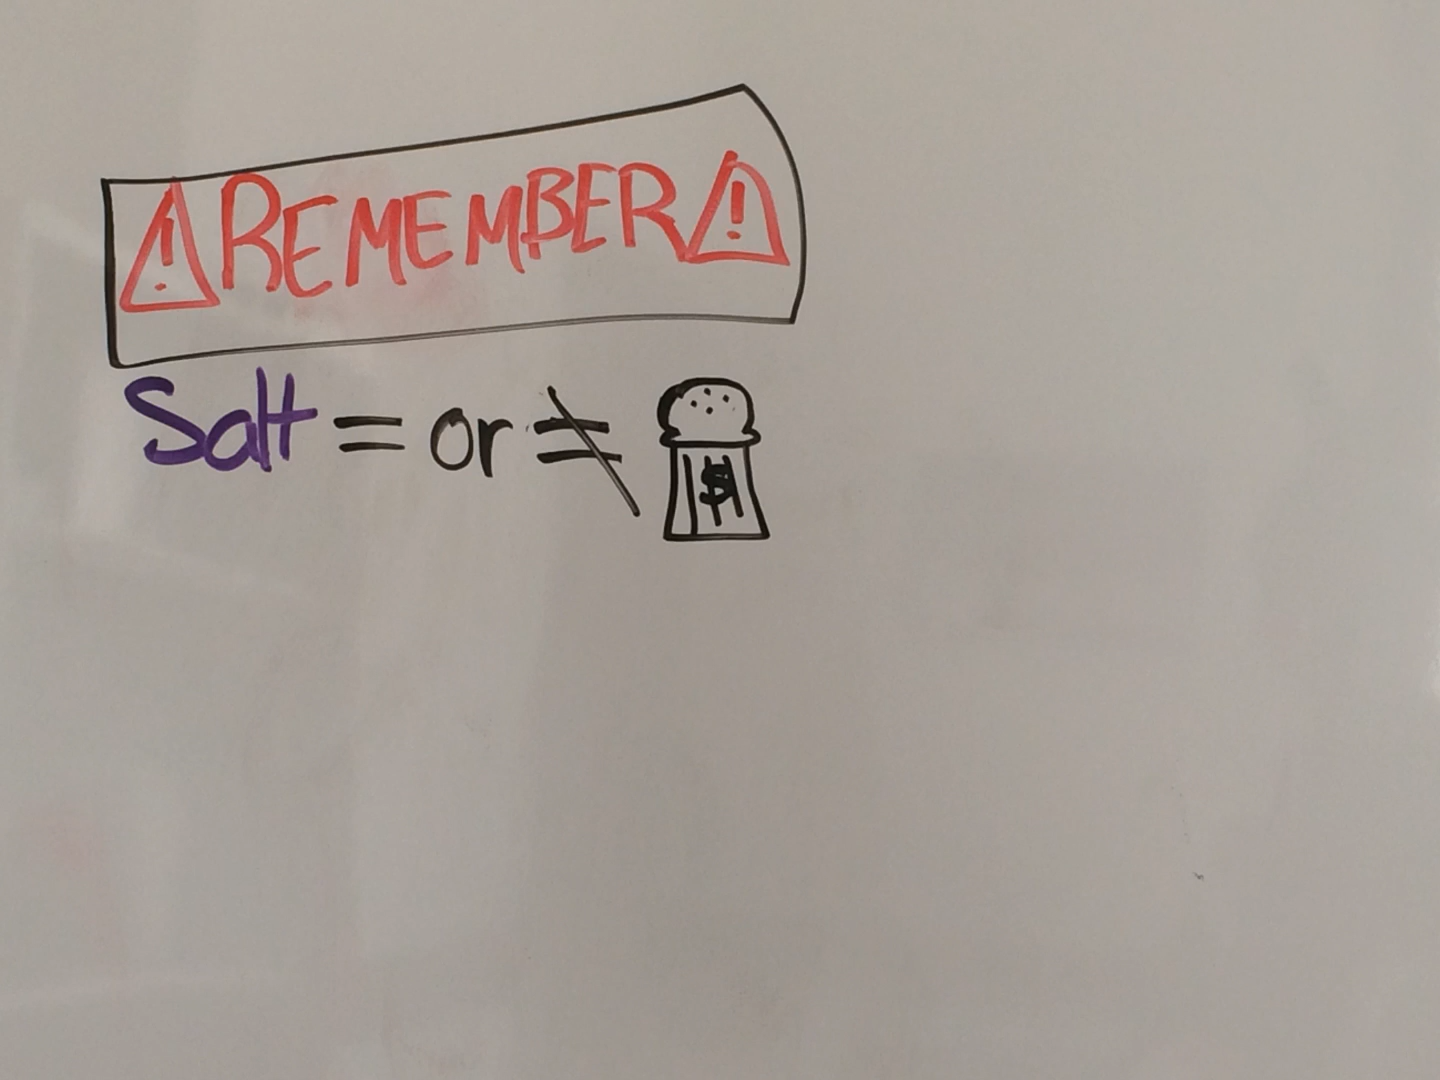 ⚠REMEMBER⚠
Salt = or ≠ $